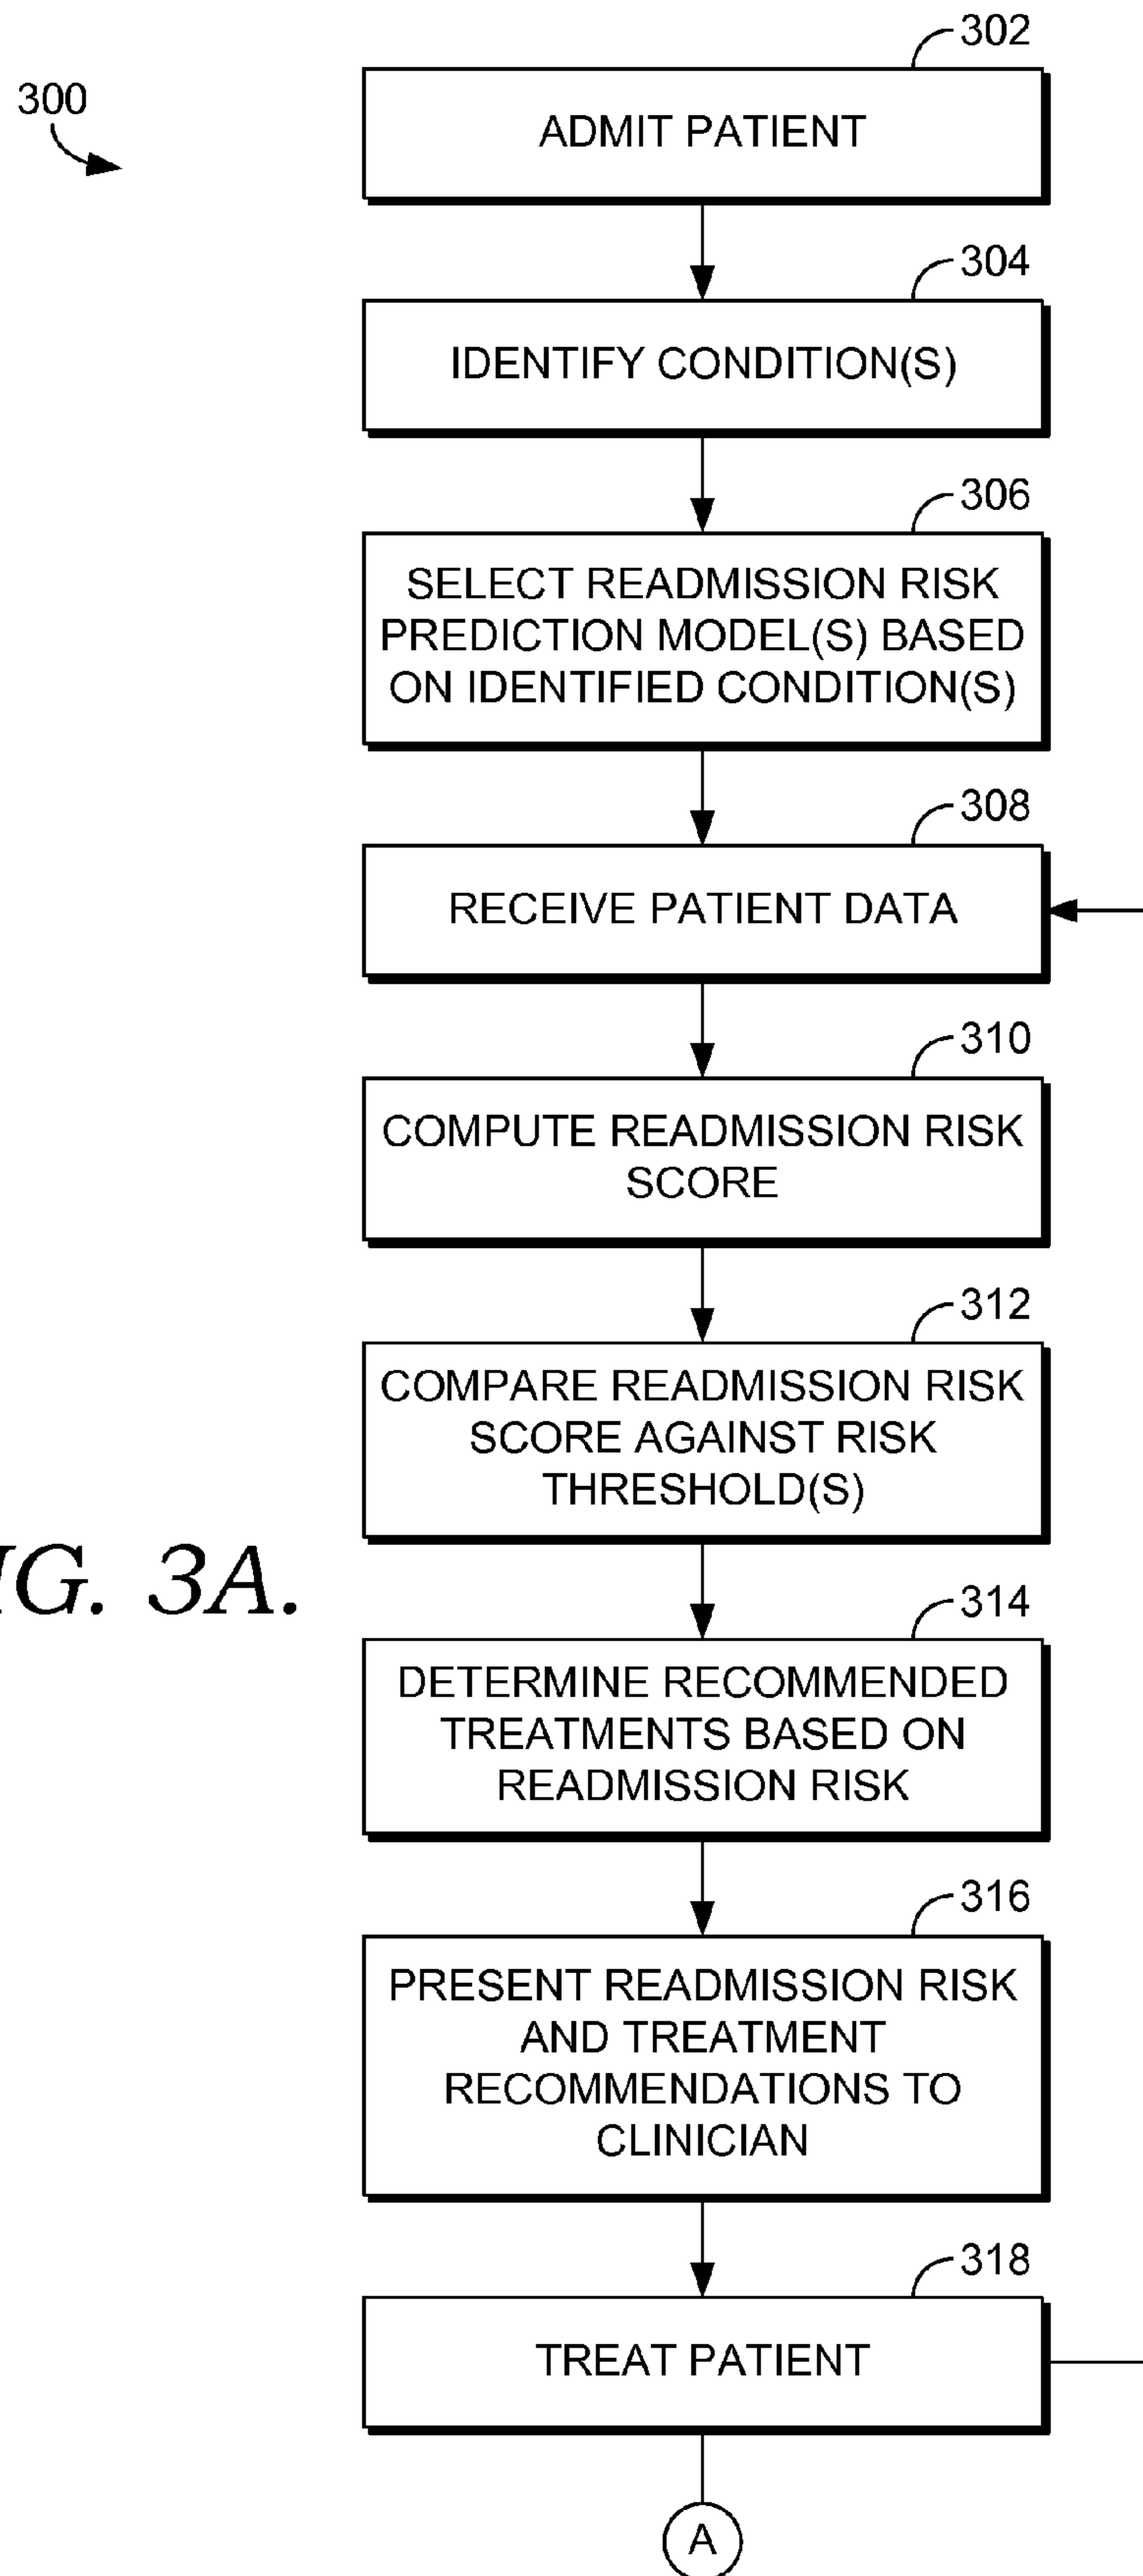 300
302
ADMIT PATIENT
304
IDENTIFY CONDITION(S)
306
SELECT READMISSION RISK
PREDICTION MODEL(S) BASED
ON IDENTIFIED CONDITION(S)
308
RECEIVE PATIENT DATA
310
COMPUTE READMISSION RISK
SCORE
312
COMPARE READMISSION RISK
SCORE AGAINST RISK
THRESHOLD(S)
IG. 3A.
314
DETERMINE RECOMMENDED
TREATMENTS BASED ON
READMISSION RISK
316
PRESENT READMISSION RISK
AND TREATMENT
RECOMMENDATIONS TO
CLINICIAN
318
TREAT PATIENT
A